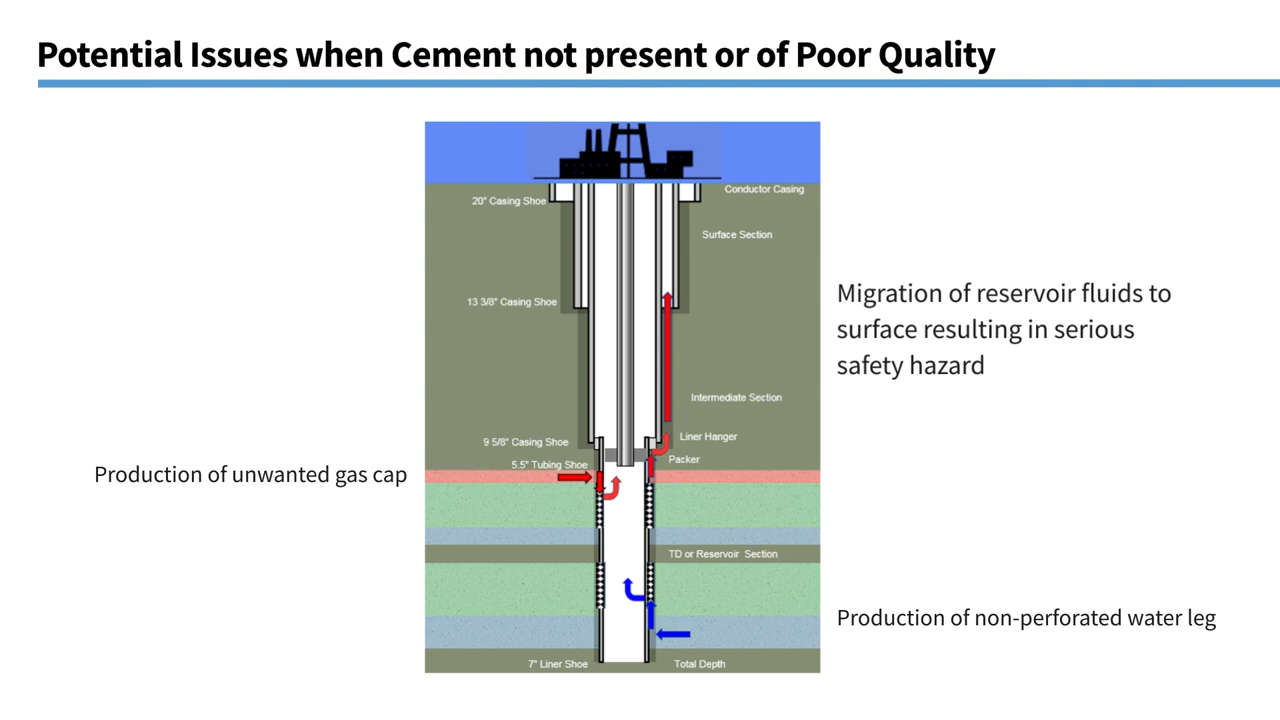 Potential Issues when Cement not present or of Poor Quality
Conductor Casing
20" Casing Shoe
Surface Section
13 3/8" Casing Shoe
Migration of reservoir fluids to
surface resulting in serious
safety hazard
Intermediate Section
9 5/8" Casing Shoe
Liner Hanger
5.5" Tubing Shoe
Packer
Production of unwanted gas cap
TD or Reservoir Section
Production of non-perforated water leg
7" Liner Shoe
Total Depth